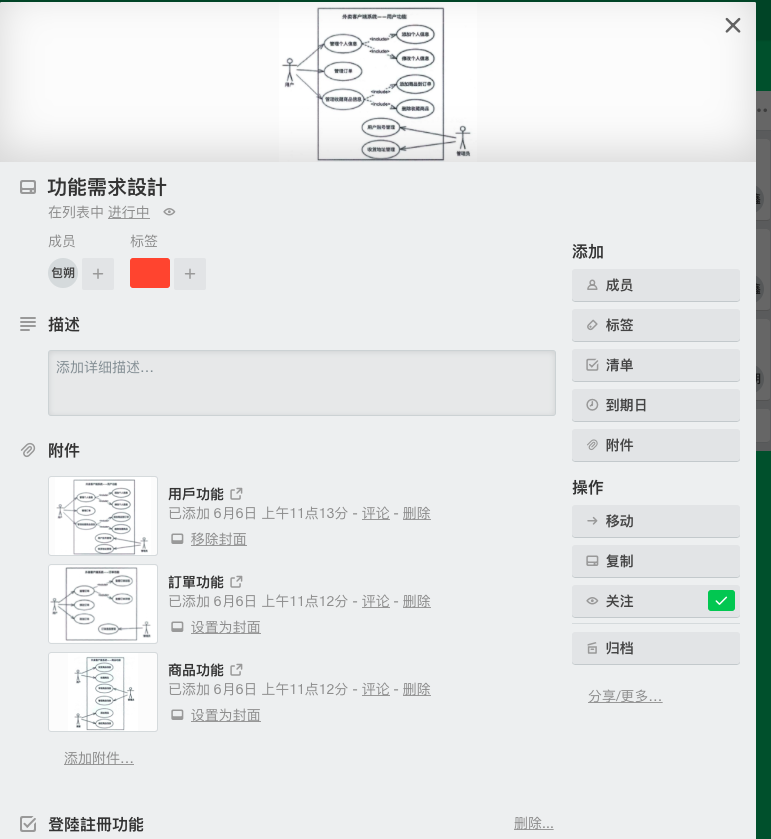 外卖客户端系统——用户功能
管理个人信息
添加个人信息
<include>
<include>
修改个人信息
用户
管理订单
管理收藏商品信息
<include>
<include>
删除收藏商品
用户账号管理
收货地址管理
管理员
功能需求設計
在列表中 进行中
成员
标签
包朔
+
+
描述
添加详细描述…
附件
用戶功能
已添加 6月6日 上午11点13分 - 评论 - 删除
移除封面
訂單功能
已添加 6月6日 上午11点12分 - 评论 - 删除
设置为封面
商品功能
已添加 6月6日 上午11点12分 - 评论 - 删除
设置为封面
添加附件…
登陸註冊功能
删除…
添加
成员
标签
清单
到期日
附件
操作
移动
复制
关注
归档
分享/更多…